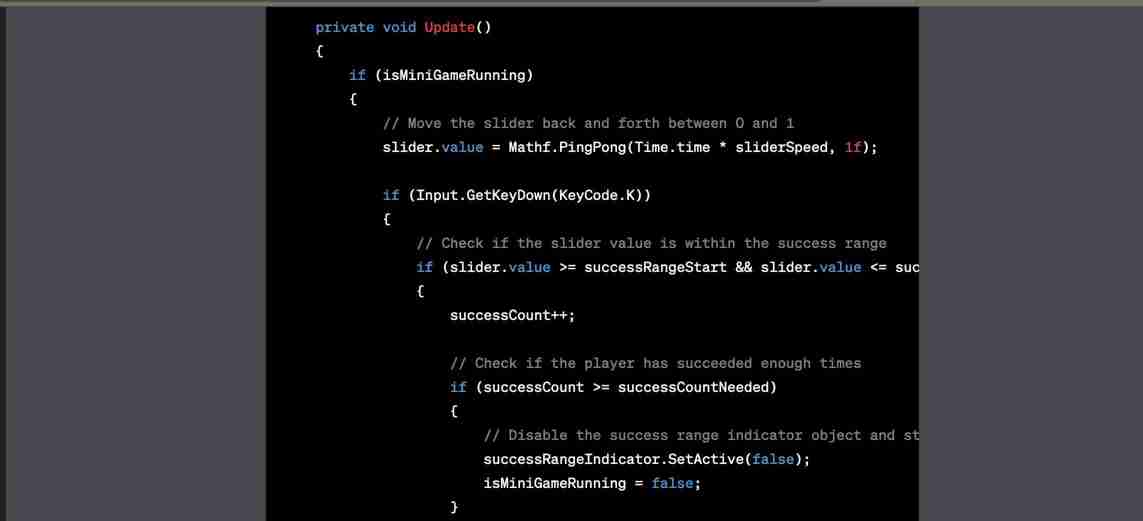 private void Update()
{
if (isMiniGameRunning)
{
// Move the slider back and forth between 0 and 1
slider.value = Mathf.PingPong(Time.time * sliderSpeed, 1f);
if (Input.GetKeyDown(KeyCode.K))
{
// Check if the slider value is within the success range
if (slider.value >= successRangeStart && slider.value <= suc
{
successCount++;
// Check if the player has succeeded enough times
if (successCount >= successCountNeeded)
{
// Disable the success range indicator object and st
successRangeIndicator.SetActive(false);
isMiniGameRunning = false;
}